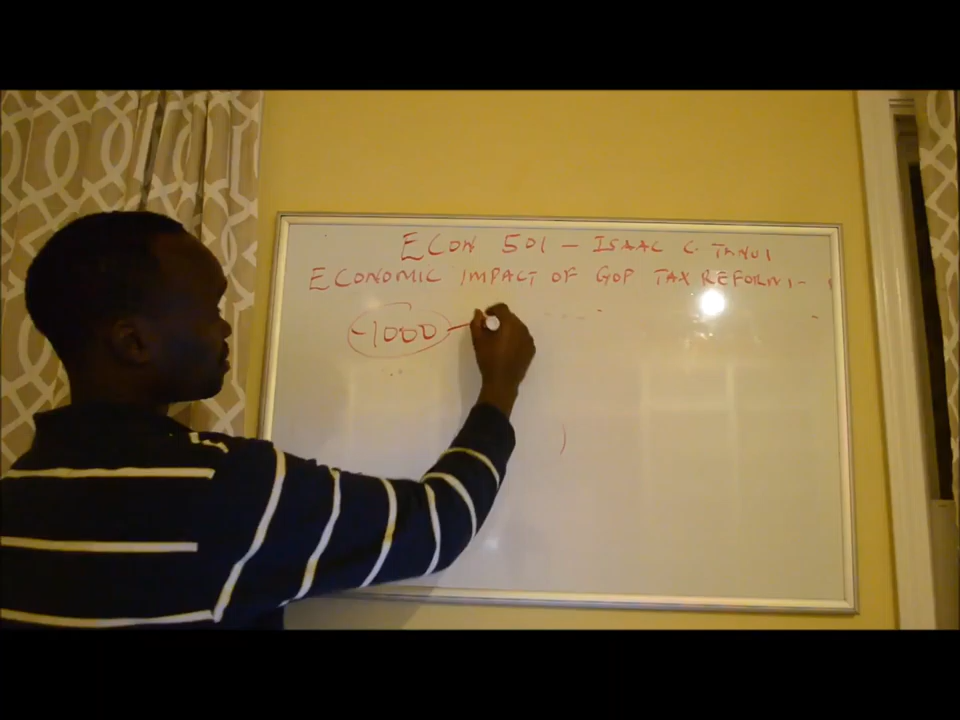 ECON 501 - ISAAC C. TANUI
ECONOMIC IMPACT OF GOP TAX REFORM
-1000